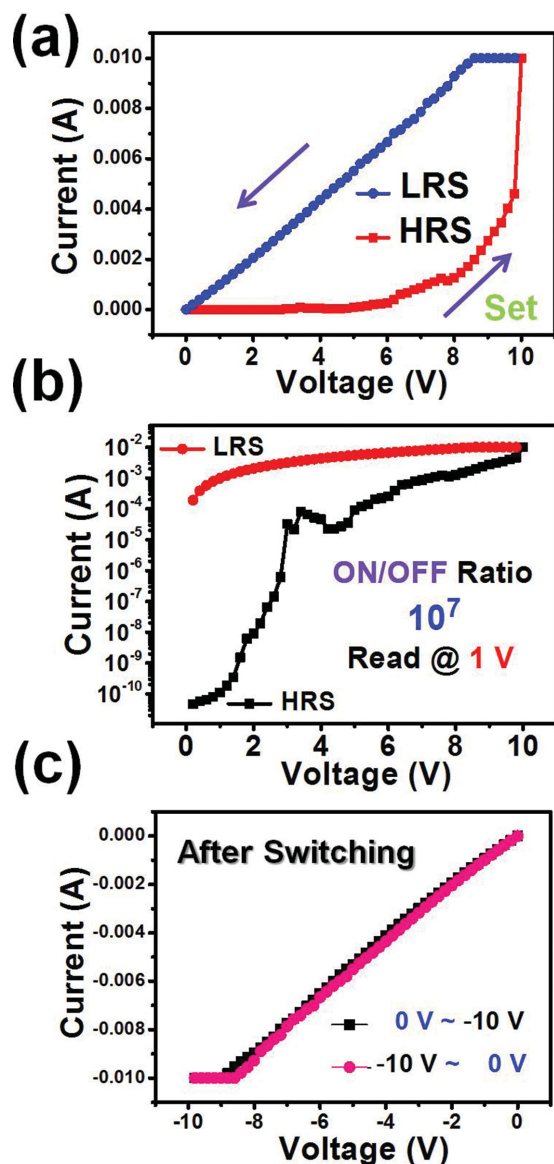 (a)
0.010
0.008
0.006
0.004
0.002
0.000
Current (A)
LRS
HRS
Set
0 2 4 6 8 10
Voltage (V)
(b)
10^-2
10^-3
10^-4
10^-5
10^-6
10^-7
10^-8
10^-9
10^-10
Current (A)
LRS
ON/OFF Ratio
10^7
Read @ 1 V
HRS
0 2 4 6 8 10
Voltage (V)
(c)
0.000
-0.002
-0.004
-0.006
-0.008
-0.010
Current (A)
After Switching
0 V ~ -10 V
-10 V ~ 0 V
-10 -8 -6 -4 -2 0
Voltage (V)